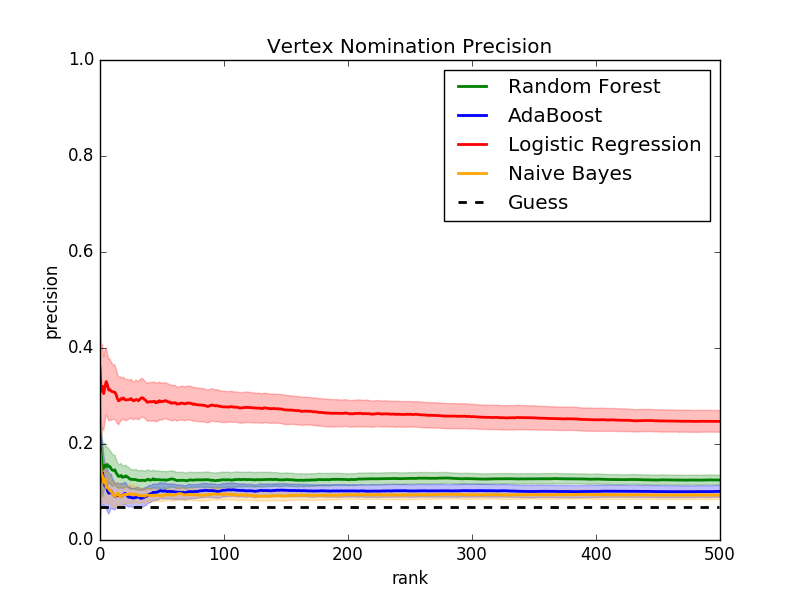 Vertex Nomination Precision
1.0
0.8
0.6
0.4
0.2
0.0
precision
Random Forest
AdaBoost
Logistic Regression
Naive Bayes
Guess
0 100 200 300 400 500
rank